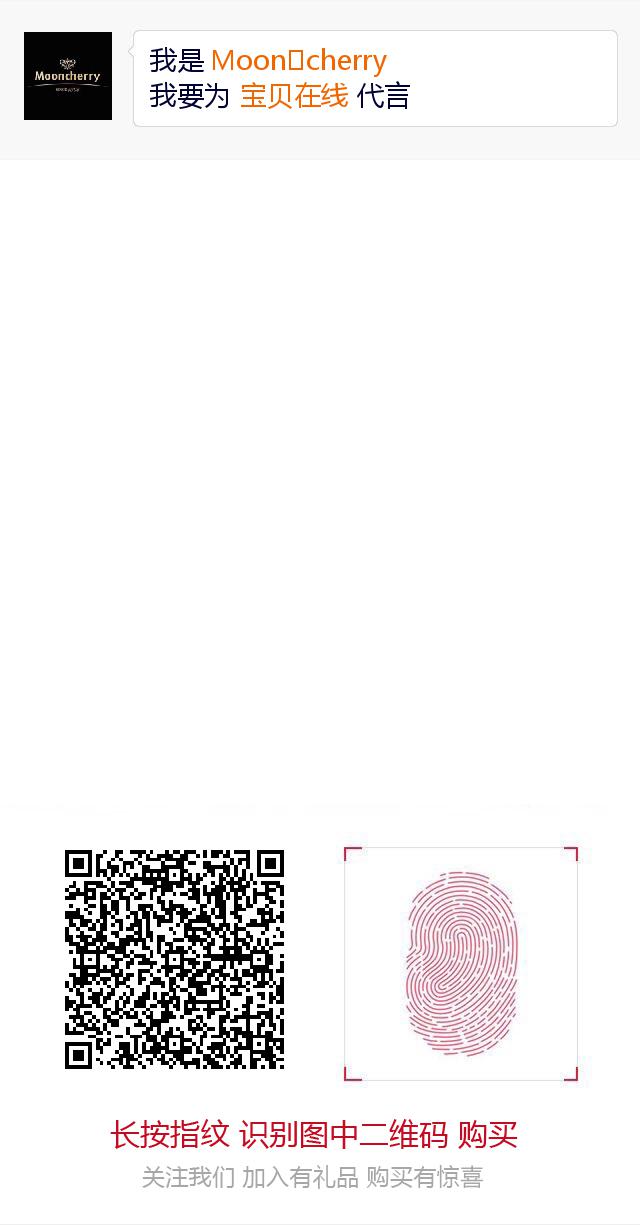 Mooncherry
我是 Moon▯cherry
我要为 宝贝在线 代言
长按指纹 识别图中二维码 购买
关注我们 加入有礼品 购买有惊喜